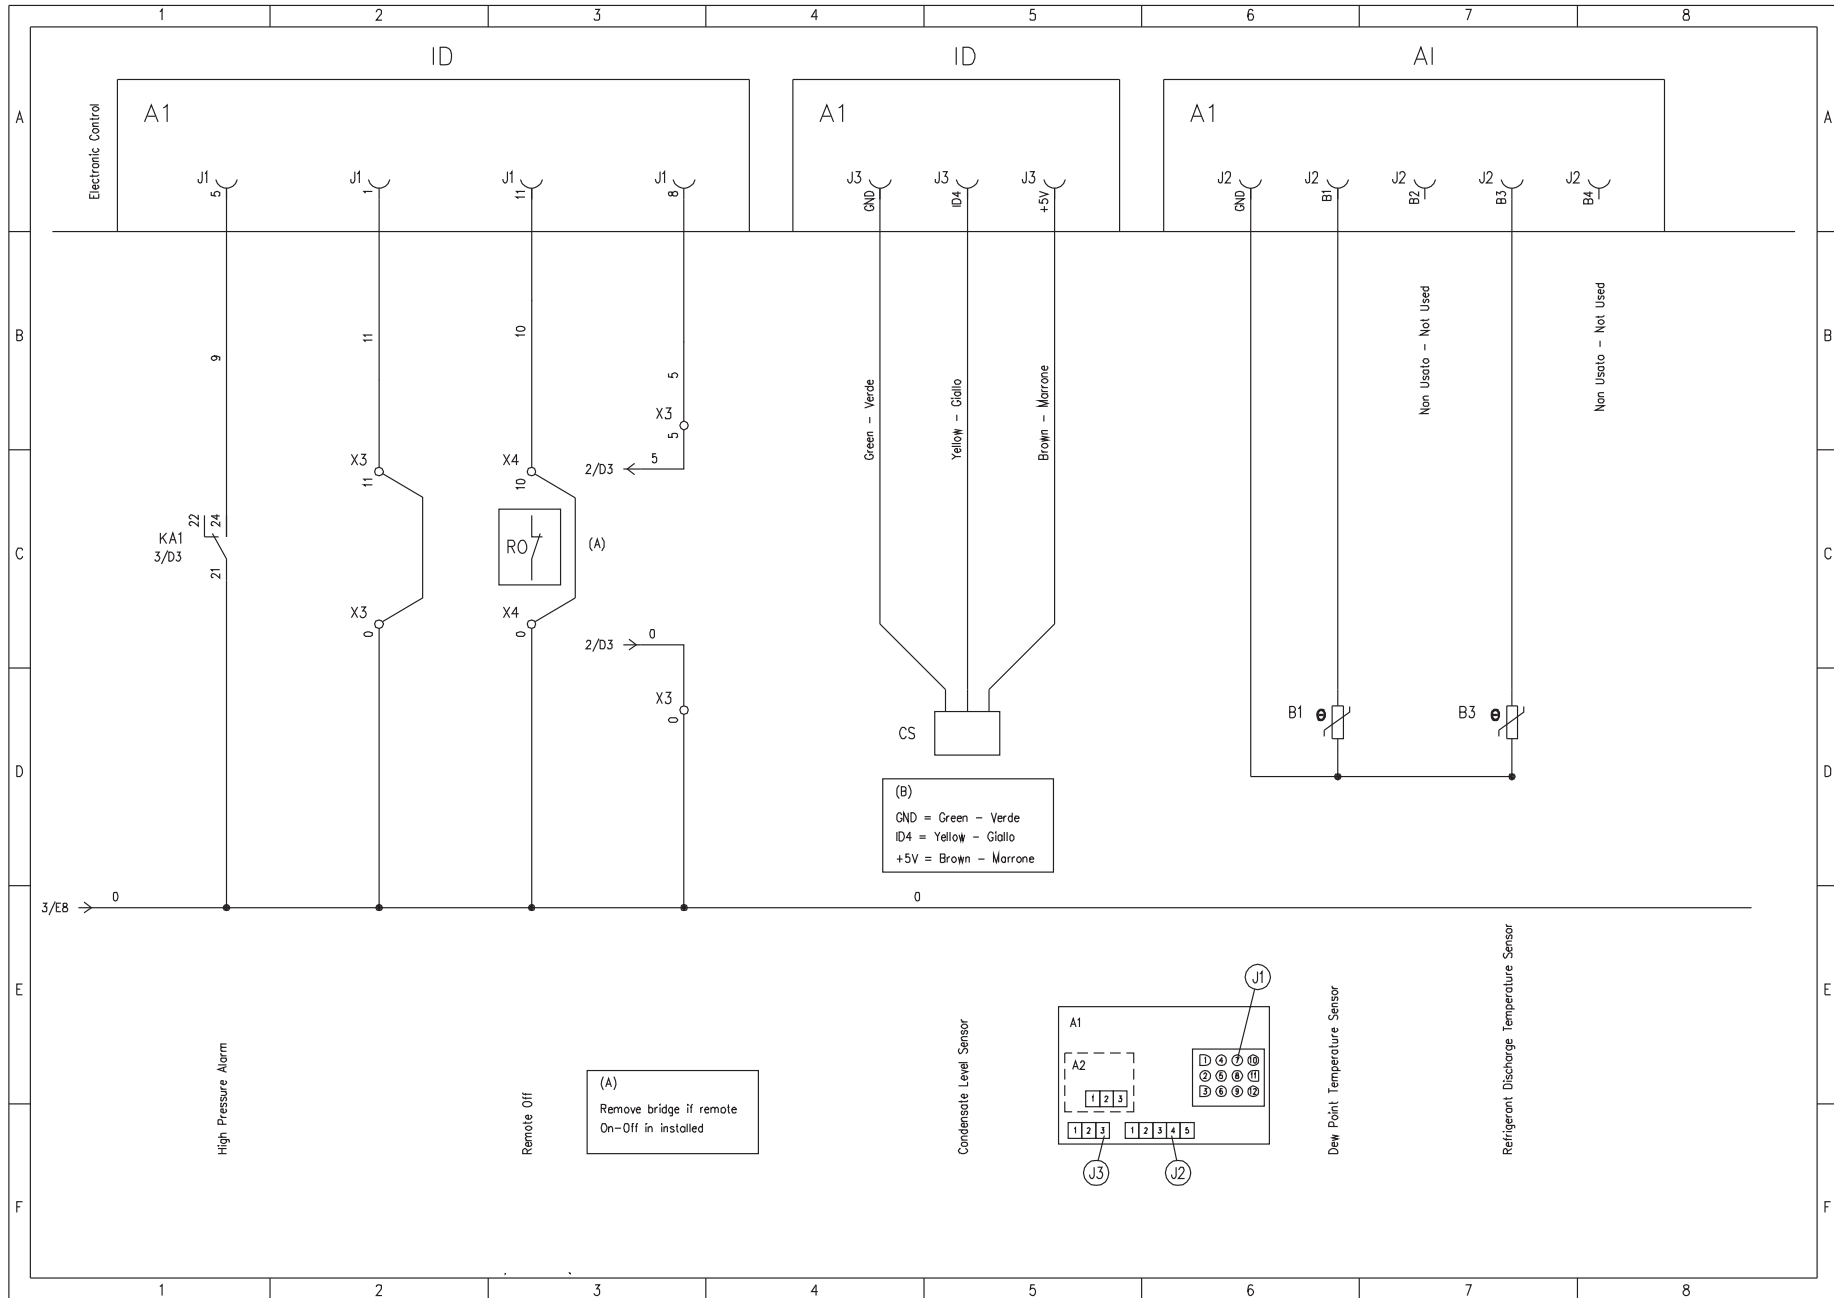 1 2 3 4 5 6 7 8
ID ID AI
A A
Electronic Control
A1 A1 A1
J1 5
J1 1
J1 11
J1 8
J3 GND
J3 ID4
J3 +5V
J2 GND
J2 B1
J2 B2
J2 B3
J2 B4
B B
9
11
10
5
X3
5
5
2/D3
Green - Verde
Yellow - Giallo
Brown - Marrone
Non Usato - Not Used
Non Usato - Not Used
C C
X3
11
X4
10
22 24
KA1
3/D3
21
RO
(A)
X3
0
X4
0
2/D3
0
X3
0
D D
CS
B1 Θ
B3 Θ
(B)
GND = Green - Verde
ID4 = Yellow - Giallo
+5V = Brown - Marrone
3/E8
0
0
E E
High Pressure Alarm
Remote Off
(A)
Remove bridge if remote
On-Off in installed
Condensate Level Sensor
J1
A1
A2
1 2 3
1 4 7 10
2 5 8 11
3 6 9 12
1 2 3
1 2 3 4 5
J3
J2
Dew Point Temperature Sensor
Refrigerant Discharge Temperature Sensor
F F
1 2 3 4 5 6 7 8